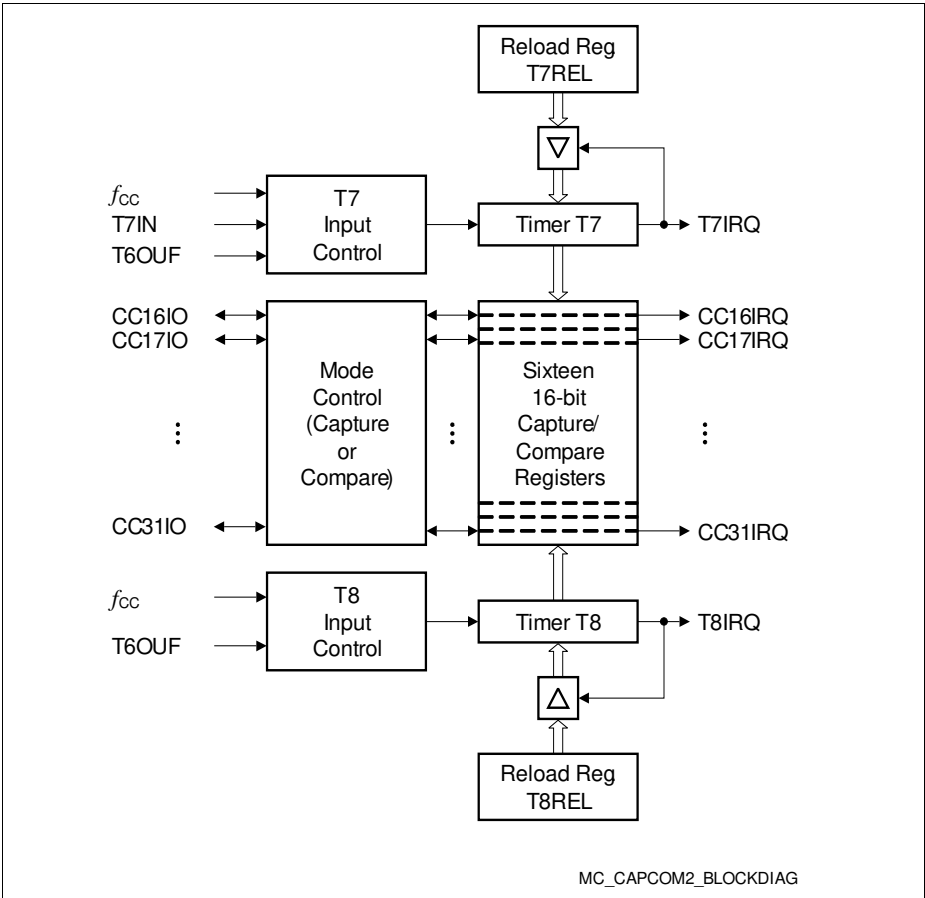 Reload Reg.
T7REL
fCC
T7IN
T6OUF
T7
Input
Control
Timer T7
T7IRQ
CC16IO
CC17IO
CC31IO
Mode
Control
(Capture
or
Compare)
Sixteen
16-bit
Capture/
Compare
Registers
CC16IRQ
CC17IRQ
CC31IRQ
fCC
T6OUF
T8
Input
Control
Timer T8
T8IRQ
Reload Reg.
T8REL
MC_CAPCOM2_BLOCKDIAG